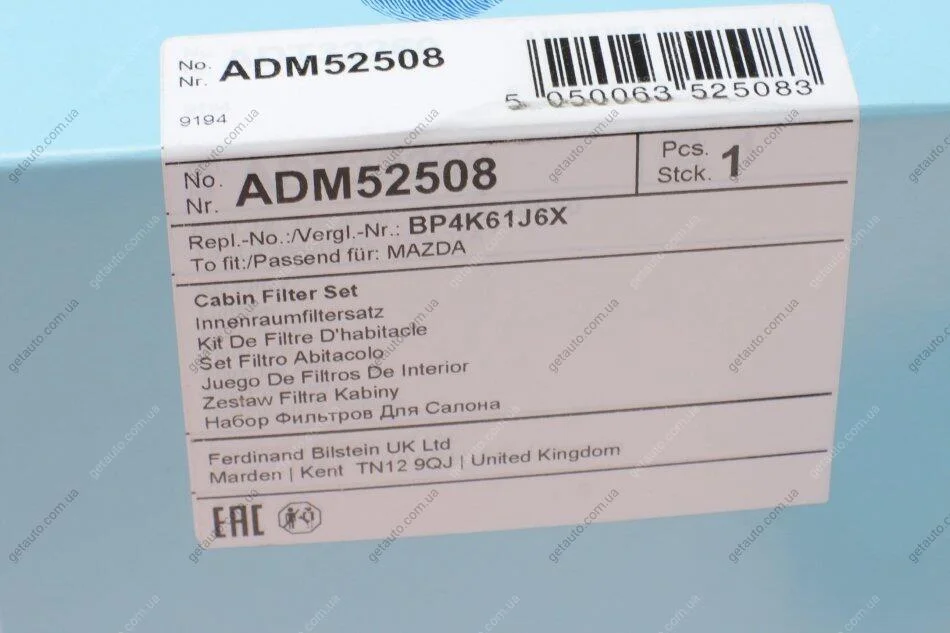 No.
Nr. ADM52508
9194
5 050063 525083
No.
Nr. ADM52508
Pcs.
Stck. 1
Repl.-No.:/Vergl.-Nr.: BP4K61J6X
To fit:/Passend für: MAZDA
Cabin Filter Set
Innenraumfiltersatz
Kit De Filtre D'habitacle
Set Filtro Abitacolo
Juego De Filtros De Interior
Zestaw Filtra Kabiny
Набор Фильтров Для Салона
Ferdinand Bilstein UK Ltd
Marden | Kent TN12 9QJ | United Kingdom
EAC
getauto.com.ua